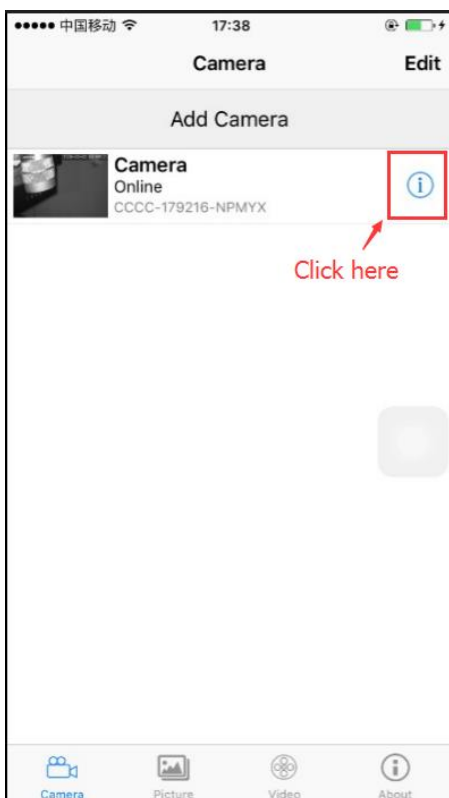 中国移动 17:38
Camera Edit
Add Camera
Camera
Online
CCCC-179216-NPMYX
Click here
Camera Picture Video About